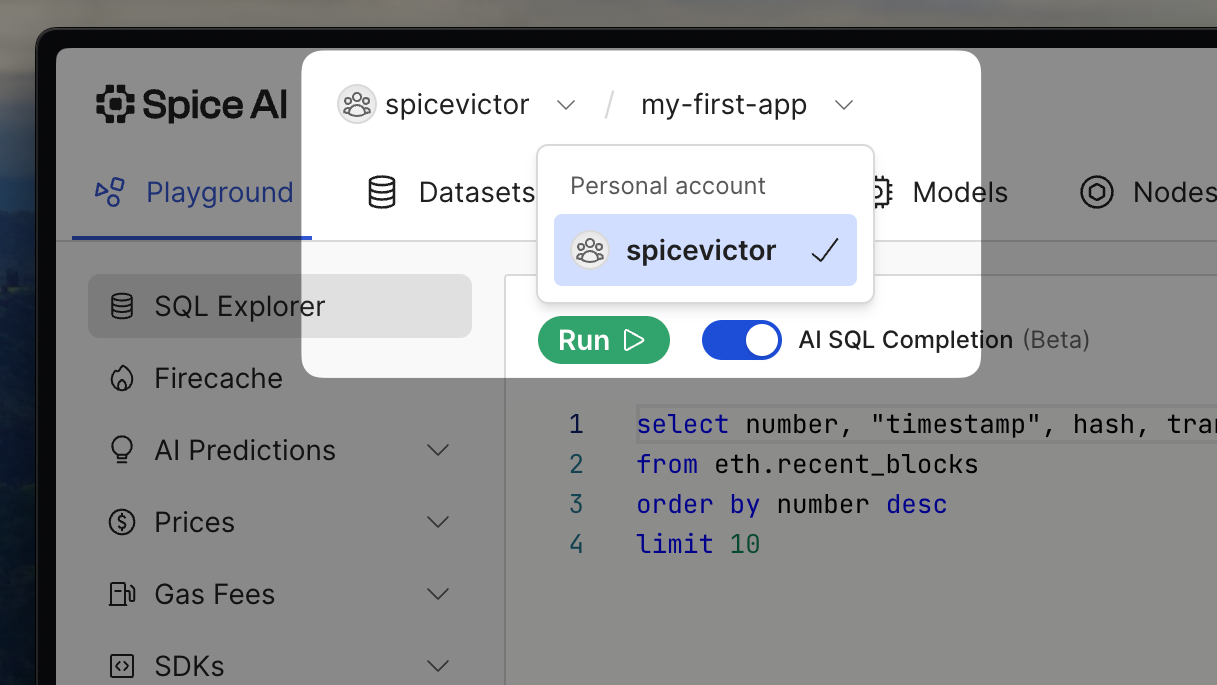 Spice AI
spicevictor / my-first-app
Playground
Datasets
Models
Nodes
Personal account
spicevictor
SQL Explorer
Firecache
AI Predictions
Prices
Gas Fees
SDKs
Run
AI SQL Completion (Beta)
1 select number, "timestamp", hash,
2 from eth.recent_blocks
3 order by number desc
4 limit 10